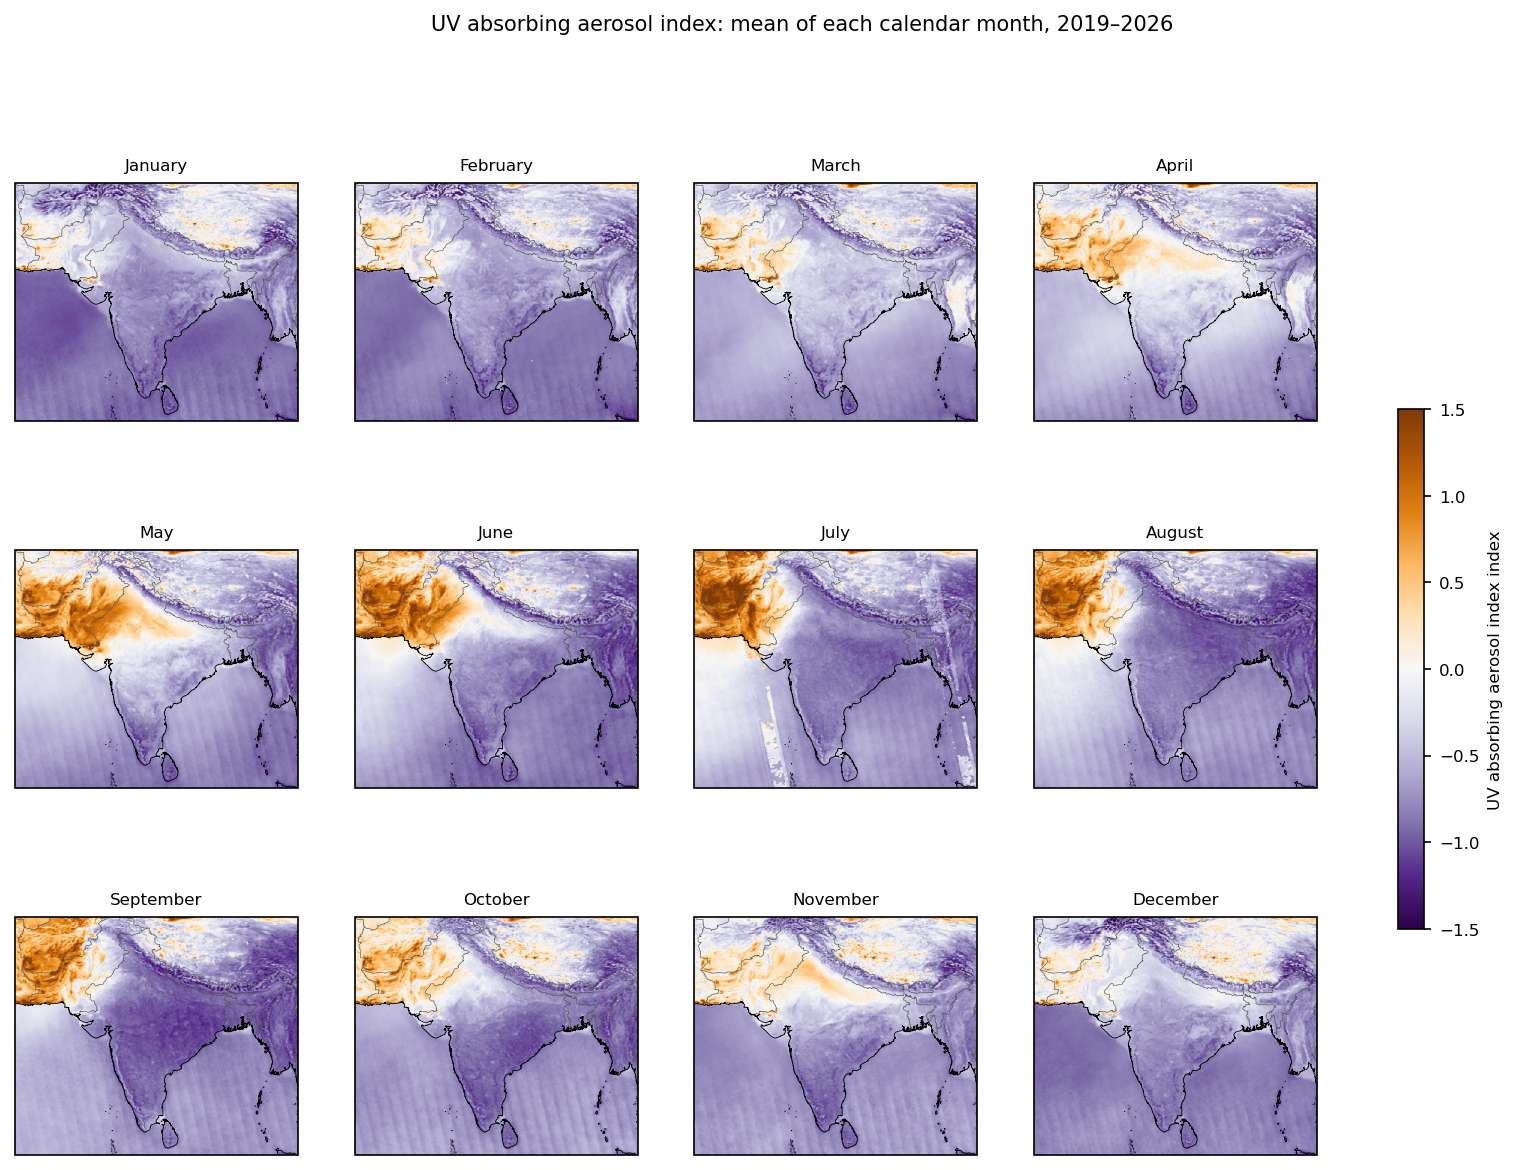 UV absorbing aerosol index: mean of each calendar month, 2019–2026
January
February
March
April
May
June
July
August
September
October
November
December
1.5
1.0
0.5
0.0
−0.5
−1.0
−1.5
UV absorbing aerosol index index